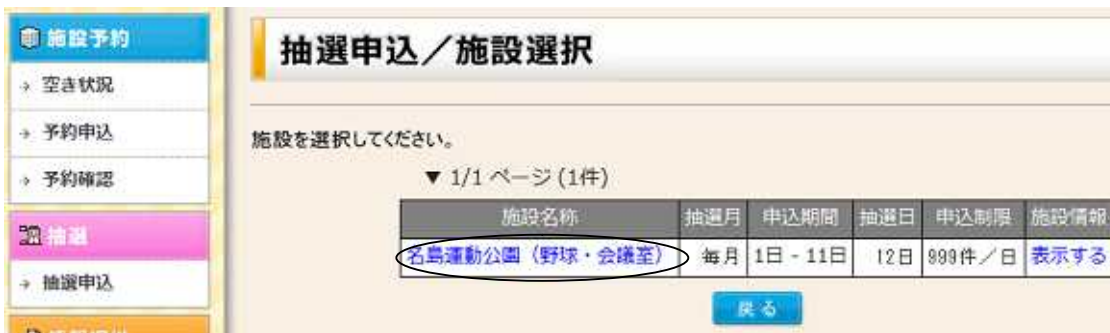 施設予約
抽選申込/施設選択
→ 空き状況
→ 予約申込
施設を選択してください。
→ 予約確認
▼ 1/1 ページ (1件)
施設名称 抽選月 申込期間 抽選日 申込制限 施設情報
抽選
名島運動公園(野球・会議室) 毎月 1日 - 11日 12日 999件/日 表示する
→ 抽選申込
戻る